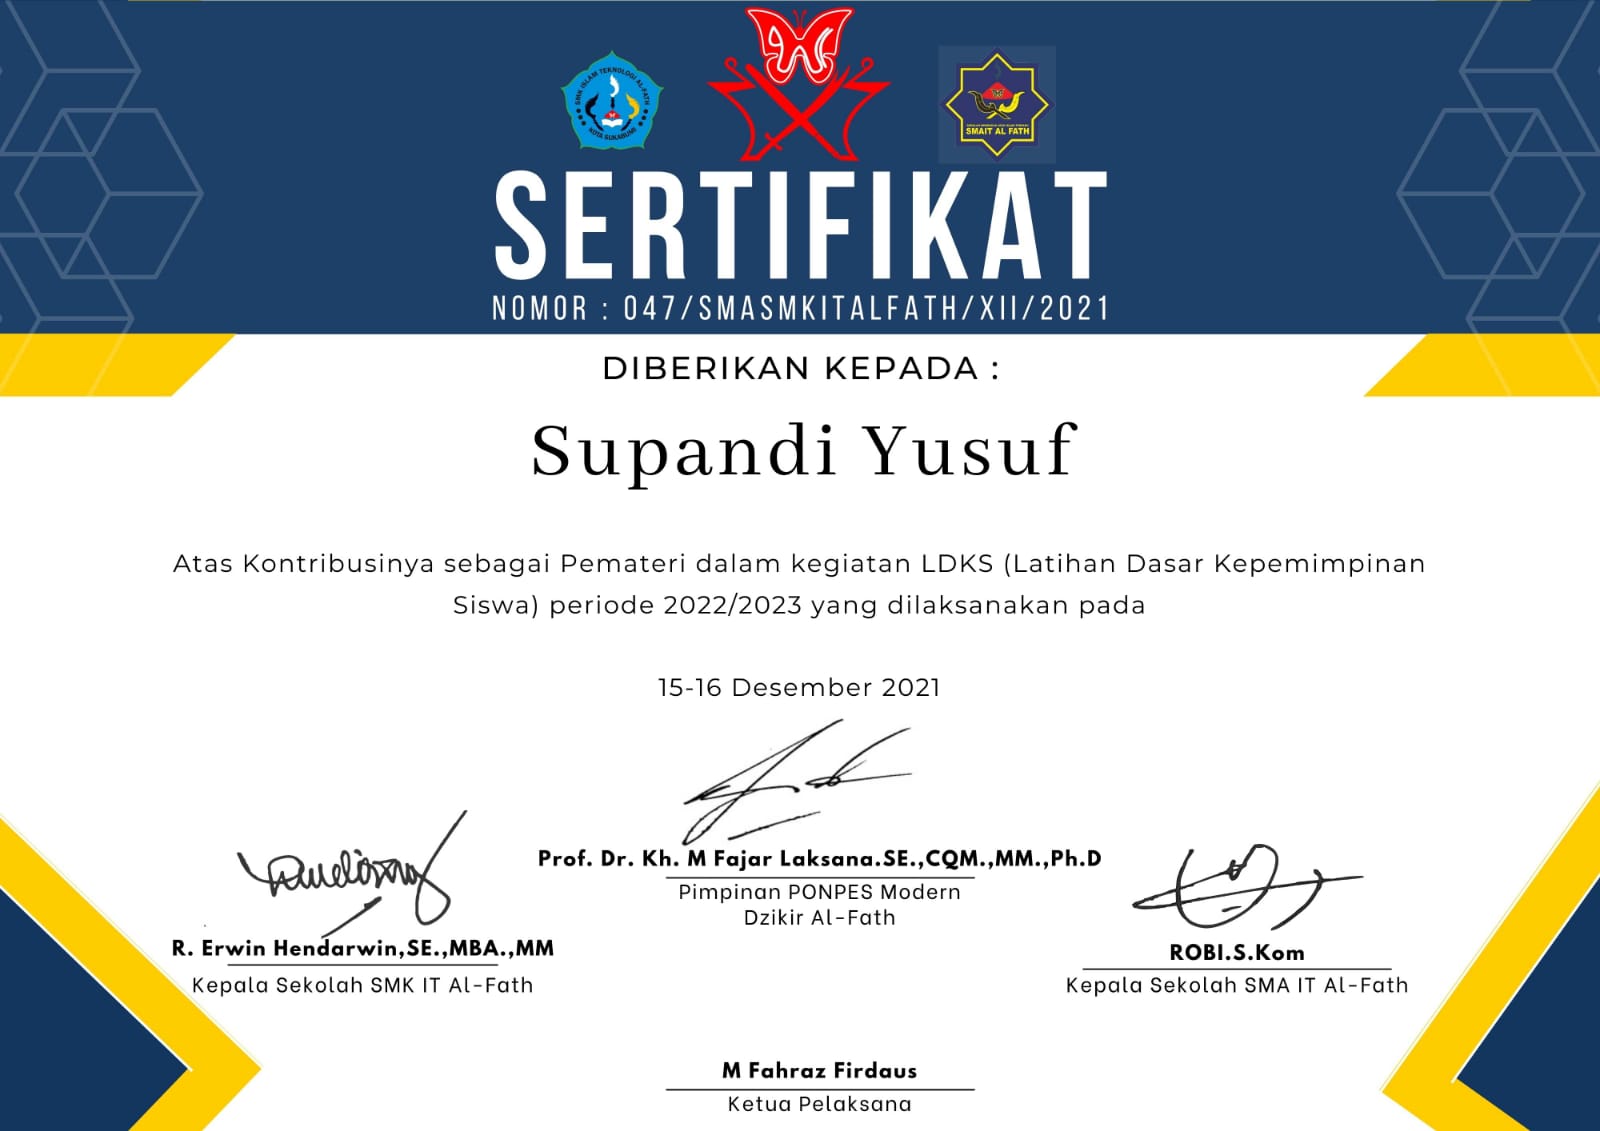 SMK ISLAM TEKNOLOGI AL-FATH
KOTA SUKABUMI
SMAIT AL FATH
SERTIFIKAT
NOMOR : 047/SMASMKITALFATH/XII/2021
DIBERIKAN KEPADA :
Supandi Yusuf
Atas Kontribusinya sebagai Pemateri dalam kegiatan LDKS (Latihan Dasar Kepemimpinan
Siswa) periode 2022/2023 yang dilaksanakan pada
15-16 Desember 2021
Prof. Dr. Kh. M Fajar Laksana.SE.,CQM.,MM.,Ph.D
Pimpinan PONPES Modern
Dzikir Al-Fath
R. Erwin Hendarwin,SE.,MBA.,MM
Kepala Sekolah SMK IT Al-Fath
ROBI.S.Kom
Kepala Sekolah SMA IT Al-Fath
M Fahraz Firdaus
Ketua Pelaksana